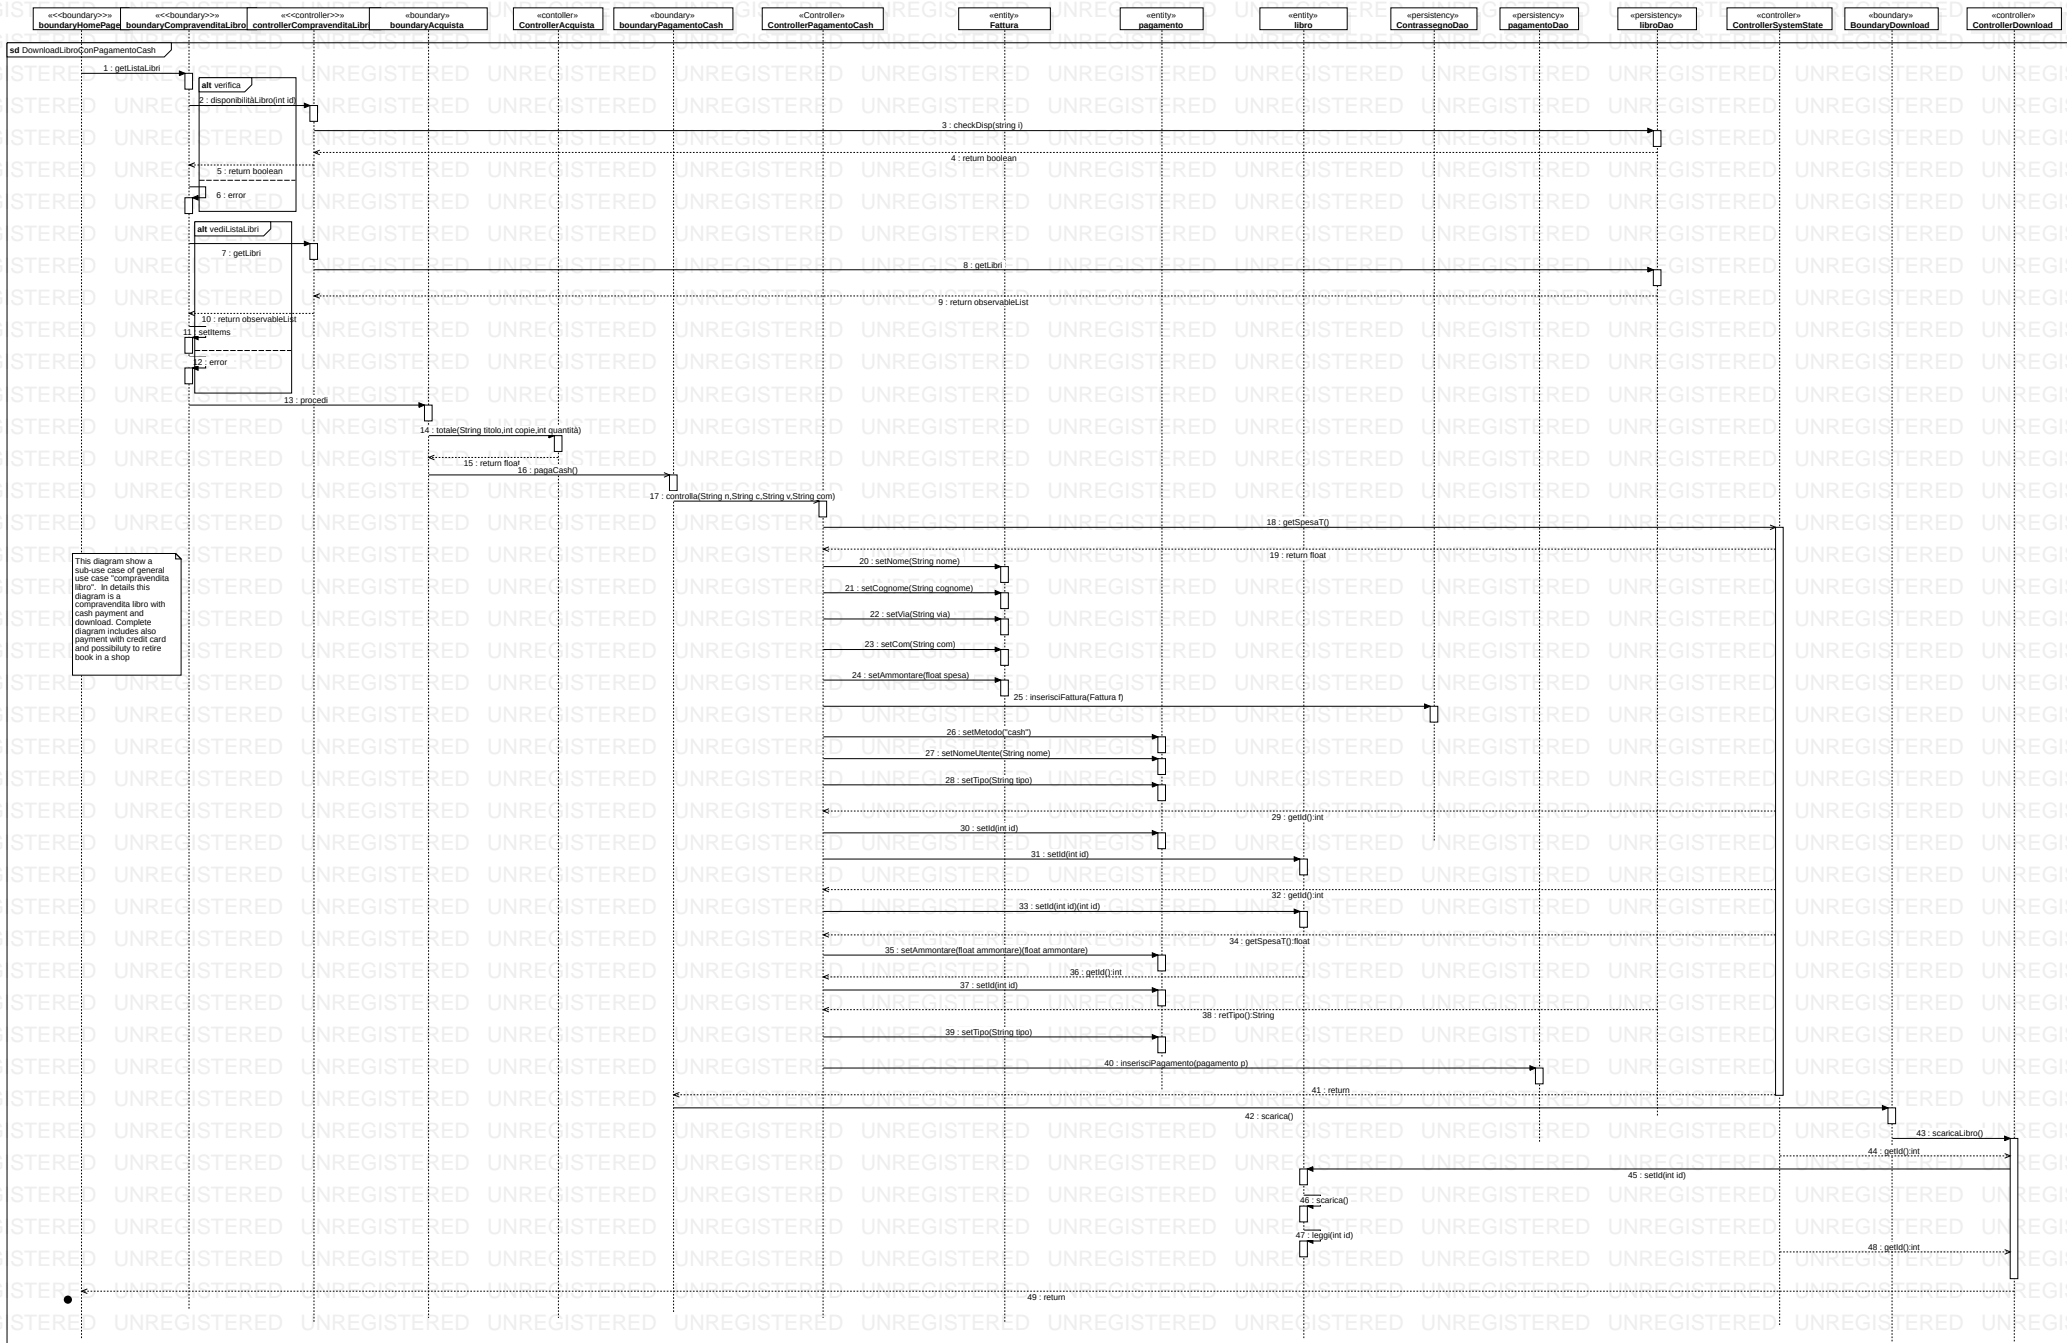 «<<boundary>>»
boundaryHomePage
«<<boundary>>»
boundaryCompravenditaLibro
«<<controller>>»
controllerCompravenditaLibri
«boundary»
boundaryAcquista
«contoller»
ControllerAcquista
«boundary»
boundaryPagamentoCash
«Controller»
ControllerPagamentoCash
«entity»
Fattura
«entity»
pagamento
«entity»
libro
«persistency»
ContrassegnoDao
«persistency»
pagamentoDao
«persistency»
libroDao
«controller»
ControllerSystemState
«boundary»
BoundaryDownload
«controller»
ControllerDownload
sd DownloadLibroConPagamentoCash
1 : getListaLibri
alt verifica
2 : disponibilitàLibro(int id)
3 : checkDisp(string i)
4 : return boolean
5 : return boolean
6 : error
alt vediListaLibri
7 : getLibri
8 : getLibri
9 : return observableList
10 : return observableList
11 : setItems
12 : error
13 : procedi
14 : totale(String titolo,int copie,int quantità)
15 : return float
16 : pagaCash()
17 : controlla(String n,String c,String v,String com)
18 : getSpesaT()
19 : return float
This diagram show a
sub-use case of general
use case "compravendita
libro". In details this
diagram is a
compravendita libro with
cash payment and
download. Complete
diagram includes also
payment with credit card
and possibiluty to retire
book in a shop
20 : setNome(String nome)
21 : setCognome(String cognome)
22 : setVia(String via)
23 : setCom(String com)
24 : setAmmontare(float spesa)
25 : inserisciFattura(Fattura f)
26 : setMetodo("cash")
27 : setNomeUtente(String nome)
28 : setTipo(String tipo)
29 : getId():int
30 : setId(int id)
31 : setId(int id)
32 : getId():int
33 : setId(int id)(int id)
34 : getSpesaT():float
35 : setAmmontare(float ammontare)(float ammontare)
36 : getId():int
37 : setId(int id)
38 : retTipo():String
39 : setTipo(String tipo)
40 : inserisciPagamento(pagamento p)
41 : return
42 : scarica()
43 : scaricaLibro()
44 : getId():int
45 : setId(int id)
46 : scarica()
47 : leggi(int id)
48 : getId():int
49 : return